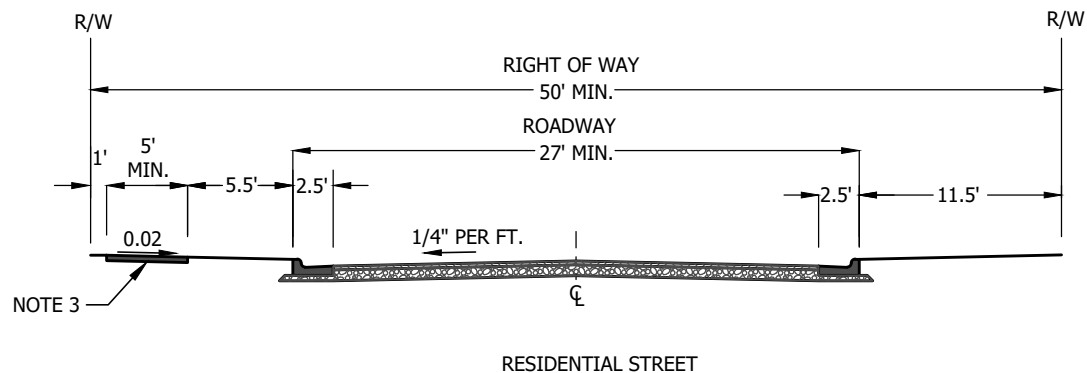 R/W
R/W
RIGHT OF WAY
50' MIN.
ROADWAY
27' MIN.
1'
5'
MIN.
5.5'
2.5'
2.5'
11.5'
0.02
1/4" PER FT.
NOTE 3
℄
RESIDENTIAL STREET